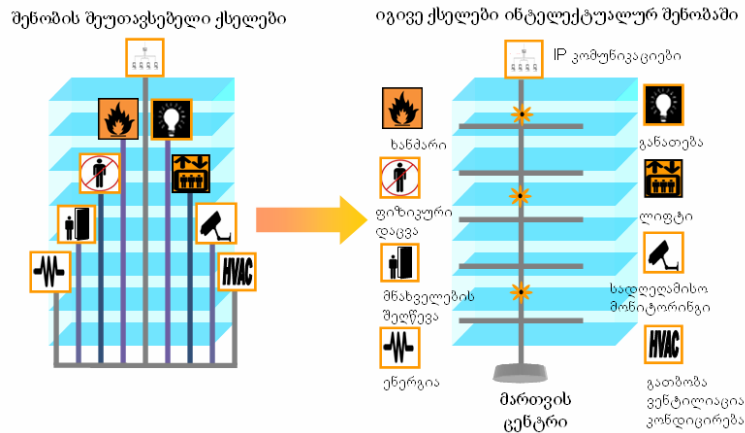 შენობის შეუთავსებელი ქსელები
იგივე ქსელები ინტელექტუალურ შენობაში
IP კომუნიკაციები
ხანძარი
განათება
ფიზიკური
დაცვა
ლიფტი
მნახველების
შეღწევა
სადღეღამისო
მონიტორინგი
HVAC
HVAC
ენერგია
გათბობა
ვენტილიაცია
კონდიცირება
მართვის
ცენტრი